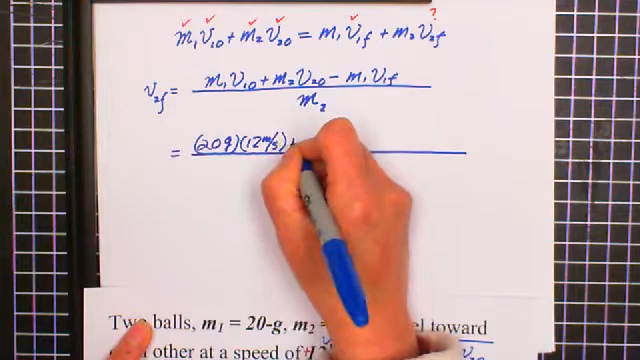 ?
✓ ✓ ✓ ✓ ✓
m₁v₁₀ + m₂v₂₀ = m₁v₁f + m₂v₂f
v₂f = (m₁v₁₀ + m₂v₂₀ - m₁v₁f) / m₂
= (20g)(12m/s) +
Two balls, m₁ = 20-g, m₂ toward
other at a speed of v₂₀